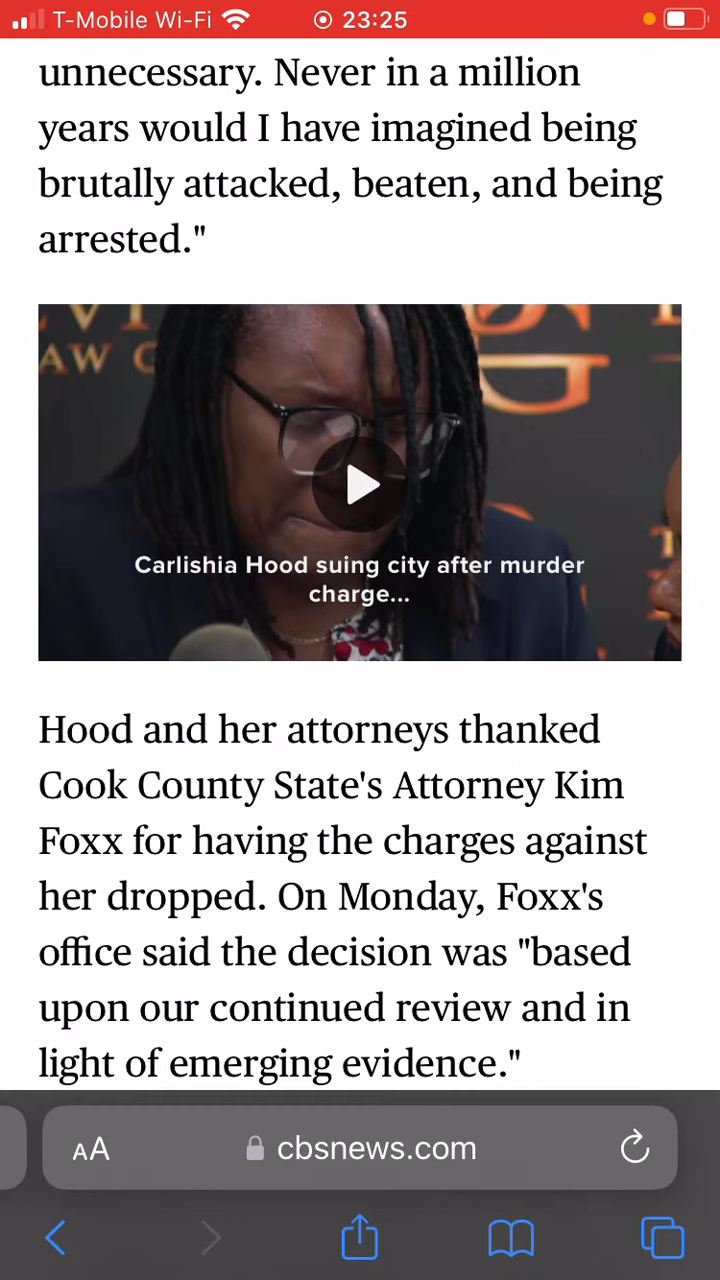 T-Mobile Wi-Fi 23:25
unnecessary. Never in a million
years would I have imagined being
brutally attacked, beaten, and being
arrested."
AW G
Carlishia Hood suing city after murder
charge...
Hood and her attorneys thanked
Cook County State's Attorney Kim
Foxx for having the charges against
her dropped. On Monday, Foxx's
office said the decision was "based
upon our continued review and in
light of emerging evidence."
AA cbsnews.com